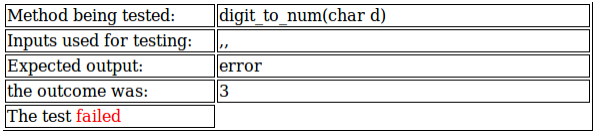 Method being tested: digit_to_num(char d)
Inputs used for testing: ,,
Expected output: error
the outcome was: 3
The test failed